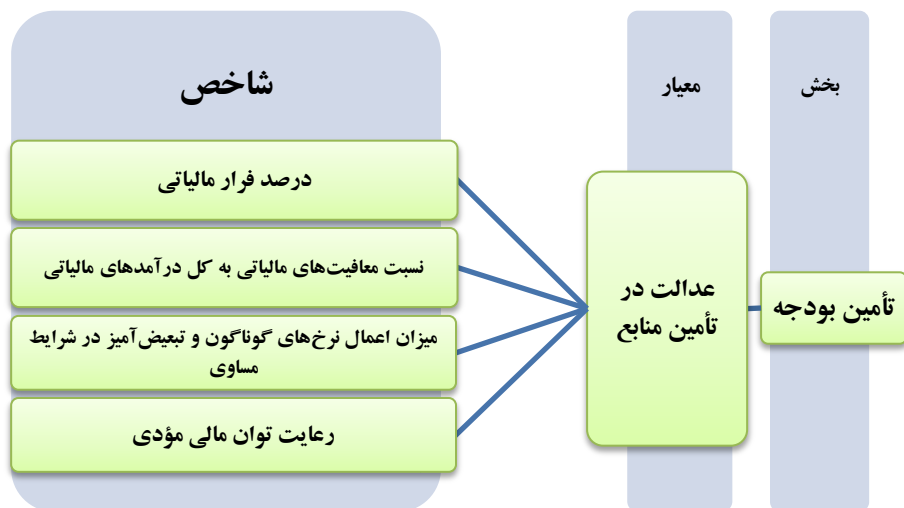 بخش
معیار
شاخص
تأمین بودجه
عدالت در
تأمین منابع
درصد فرار مالیاتی
نسبت معافیت‌های مالیاتی به کل درآمدهای مالیاتی
میزان اعمال نرخ‌های گوناگون و تبعیض‌آمیز در شرایط
مساوی
رعایت توان مالی مؤدی